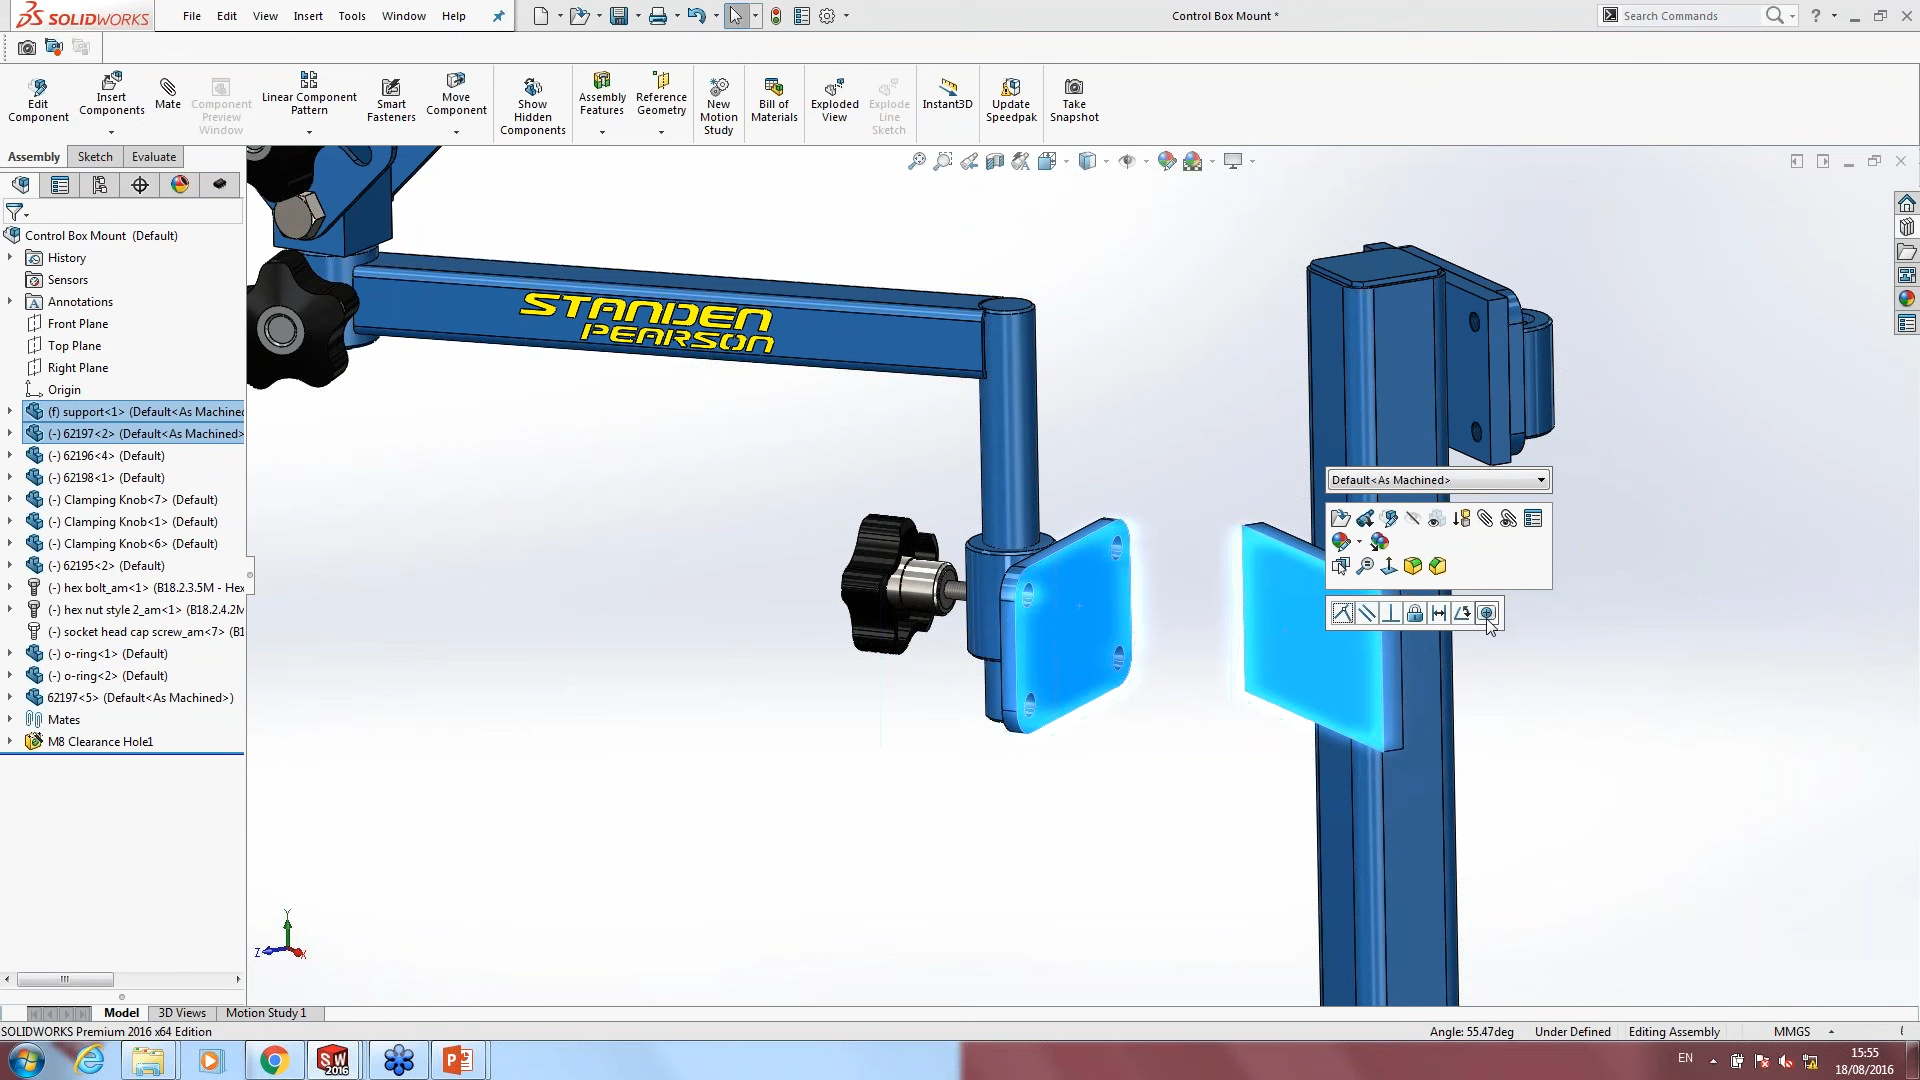 SOLIDWORKS
File Edit View Insert Tools Window Help
Control Box Mount *
Search Commands
Edit Component
Insert Components
Mate
Component Preview Window
Linear Component Pattern
Smart Fasteners
Move Component
Show Hidden Components
Assembly Features
Reference Geometry
New Motion Study
Bill of Materials
Exploded View
Explode Line Sketch
Instant3D
Update Speedpak
Take Snapshot
Assembly Sketch Evaluate
Control Box Mount (Default)
History
Sensors
Annotations
Front Plane
Top Plane
Right Plane
Origin
(f) support<1> (Default<As Machined
(-) 62197<2> (Default<As Machined>
(-) 62196<4> (Default)
(-) 62198<1> (Default)
(-) Clamping Knob<7> (Default)
(-) Clamping Knob<1> (Default)
(-) Clamping Knob<6> (Default)
(-) 62195<2> (Default)
(-) hex bolt_am<1> (B18.2.3.5M - Hex
(-) hex nut style 2_am<1> (B18.2.4.2M
(-) socket head cap screw_am<7> (B1
(-) o-ring<1> (Default)
(-) o-ring<2> (Default)
62197<5> (Default<As Machined>)
Mates
M8 Clearance Hole1
STANDEN
PEARSON
Default<As Machined>
Y
Z
X
Model 3D Views Motion Study 1
SOLIDWORKS Premium 2016 x64 Edition
Angle: 55.47deg Under Defined Editing Assembly MMGS
SW 2016
EN
15:55
18/08/2016